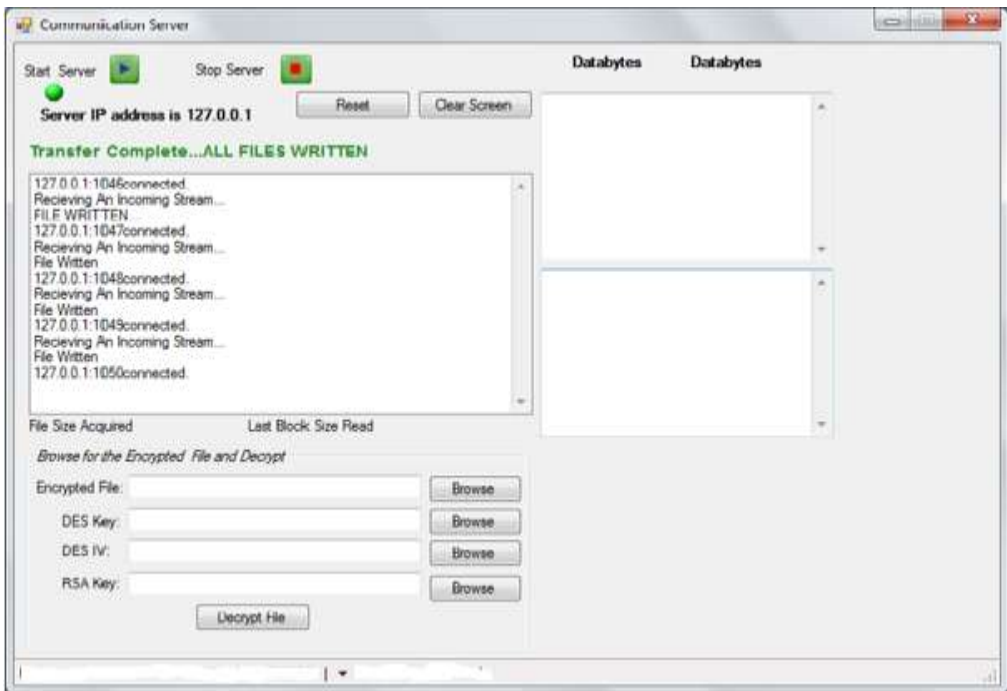 Communication Server
Start Server
Stop Server
Databytes Databytes
Server IP address is 127.0.0.1
Reset
Clear Screen
Transfer Complete...ALL FILES WRITTEN
127.0.0.1:1046connected.
Recieving An Incoming Stream...
FILE WRITTEN
127.0.0.1:1047connected.
Recieving An Incoming Stream...
File Written
127.0.0.1:1048connected.
Recieving An Incoming Stream...
File Written
127.0.0.1:1049connected.
Recieving An Incoming Stream...
File Written
127.0.0.1:1050connected.
File Size Acquired
Last Block Size Read
Browse for the Encrypted File and Decrypt
Encrypted File:
Browse
DES Key:
Browse
DES IV:
Browse
RSA Key:
Browse
Decrypt File